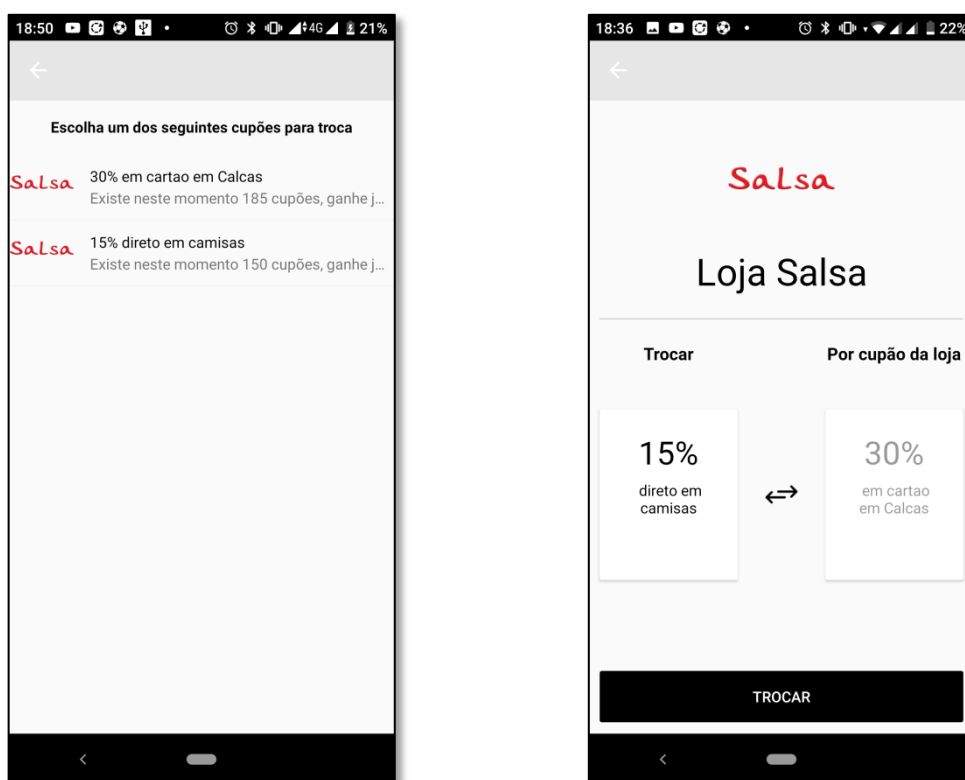 18:50
4G
21%
Escolha um dos seguintes cupões para troca
Salsa
30% em cartao em Calcas
Existe neste momento 185 cupões, ganhe j...
Salsa
15% direto em camisas
Existe neste momento 150 cupões, ganhe j...
18:36
22%
Salsa
Loja Salsa
Trocar
Por cupão da loja
15%
direto em
camisas
30%
em cartao
em Calcas
TROCAR